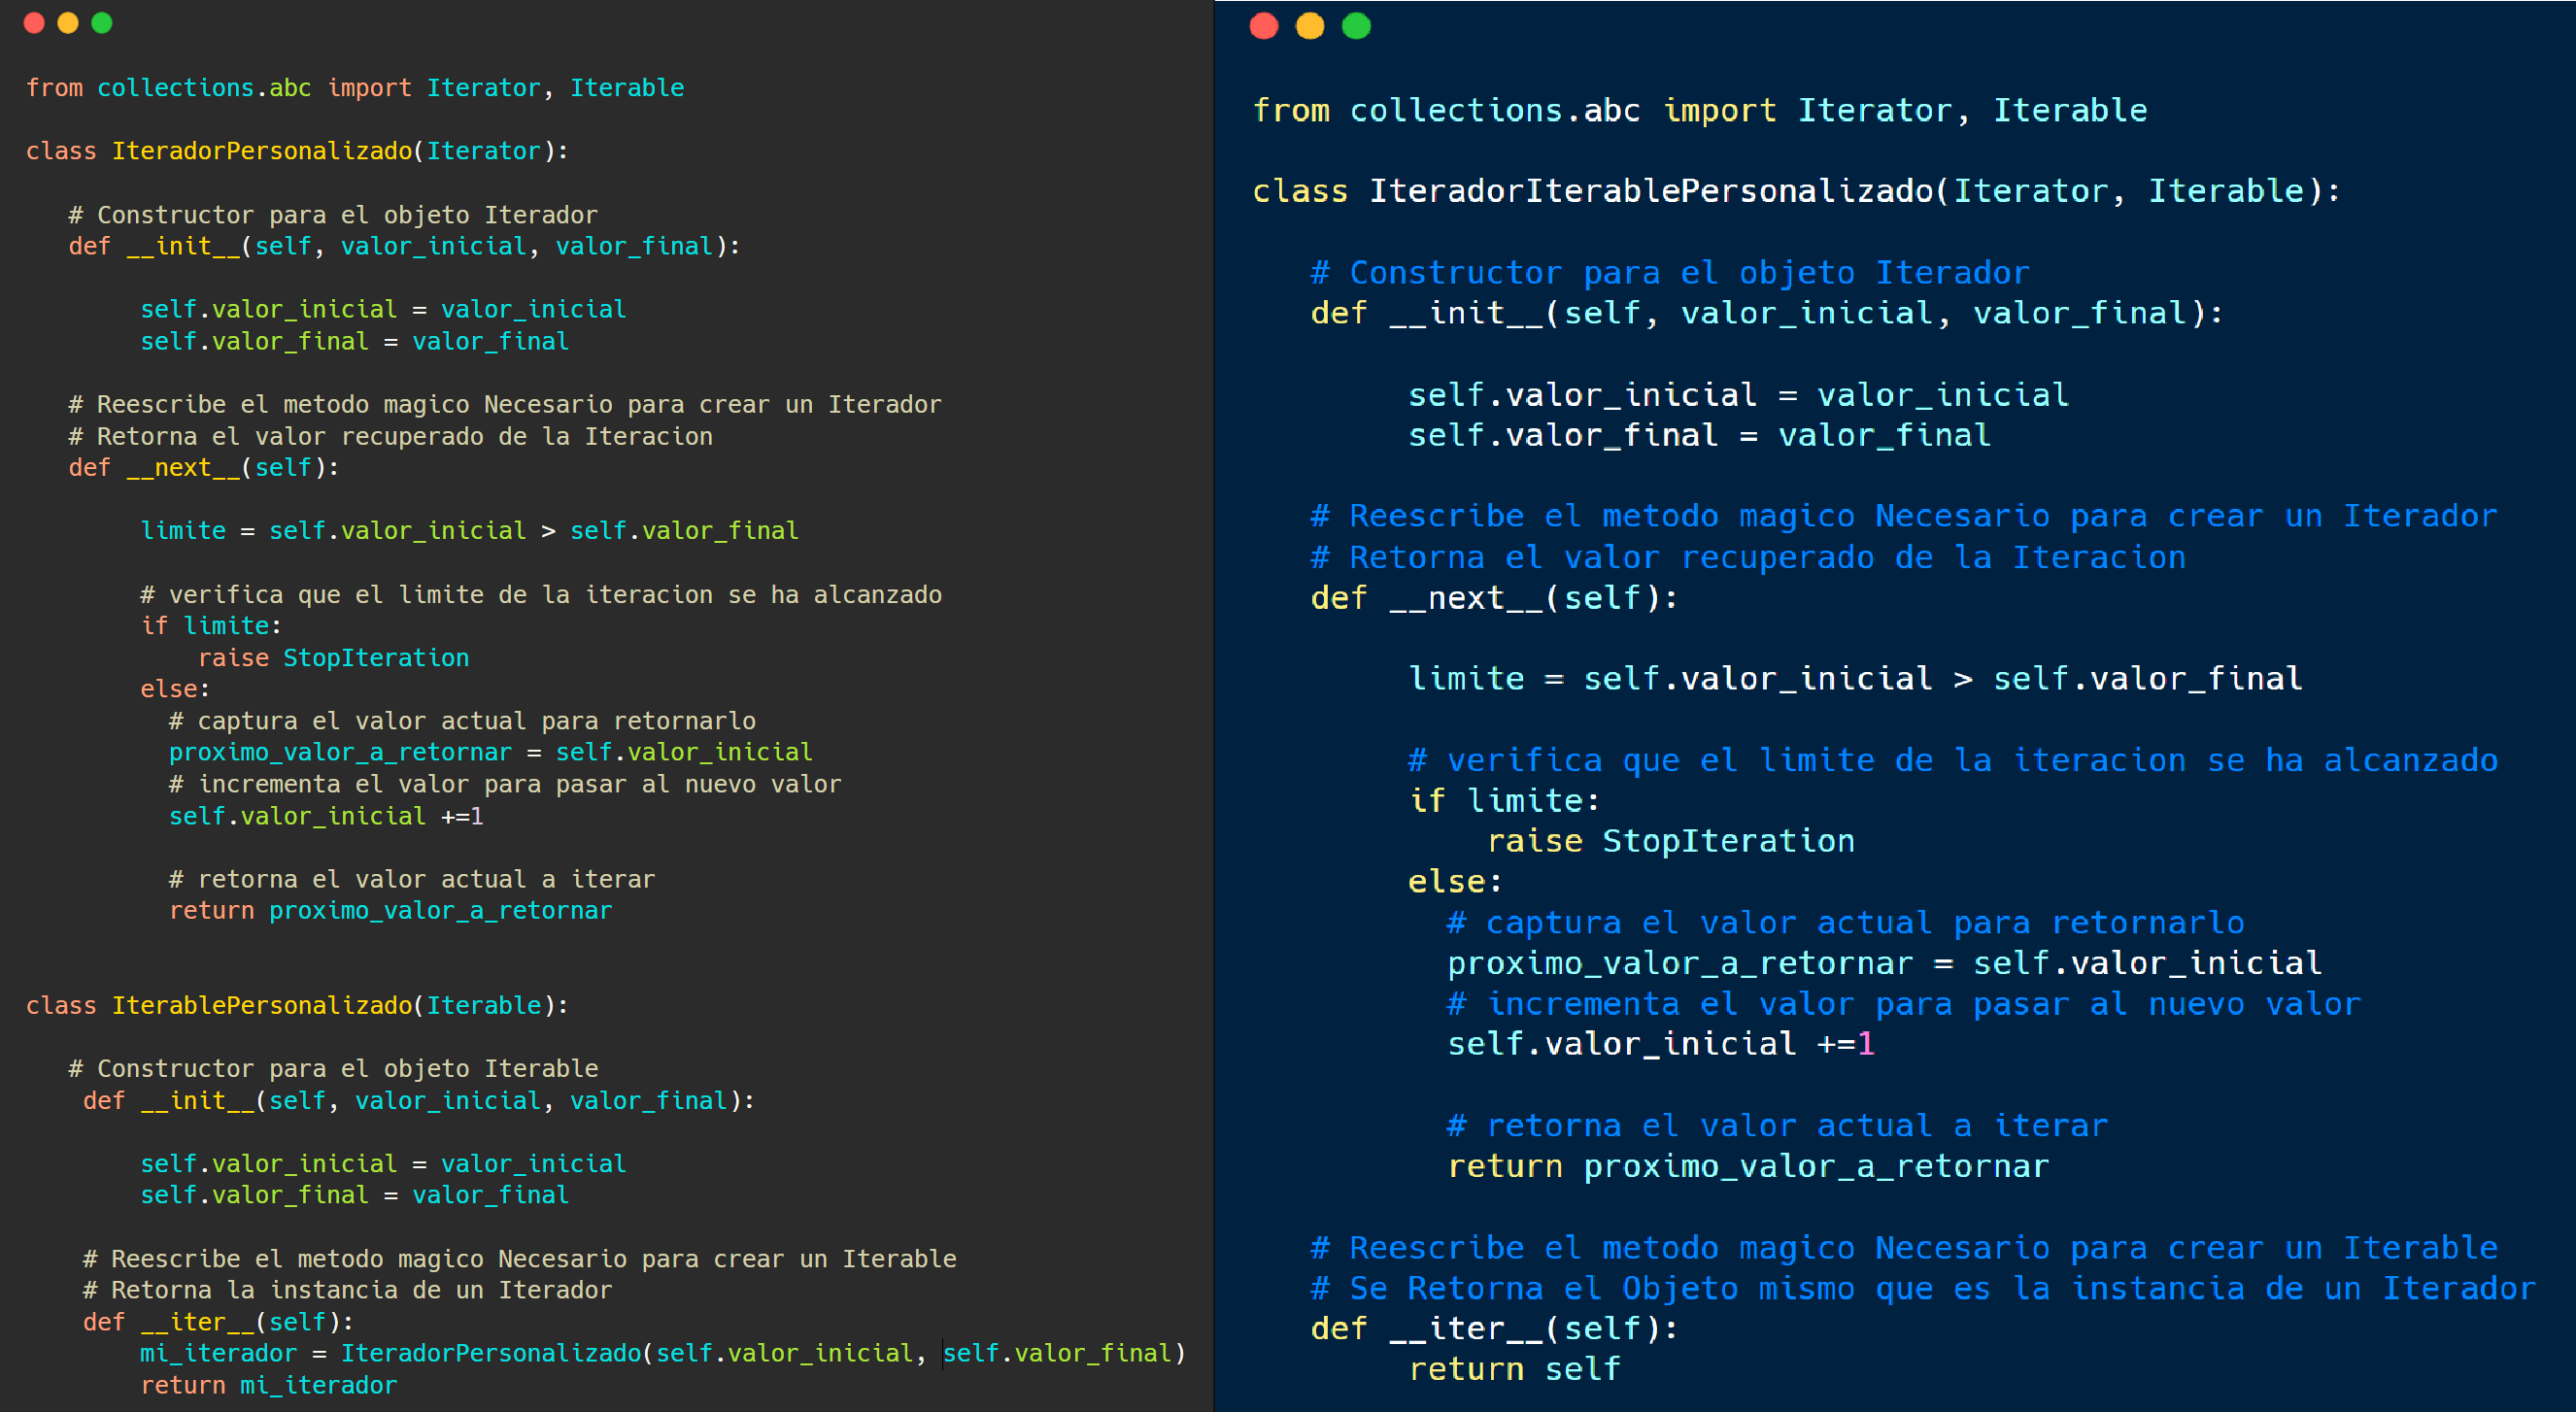 from collections.abc import Iterator, Iterable
class IteradorPersonalizado(Iterator):
# Constructor para el objeto Iterador
def __init__(self, valor_inicial, valor_final):
self.valor_inicial = valor_inicial
self.valor_final = valor_final
# Reescribe el metodo magico Necesario para crear un Iterador
# Retorna el valor recuperado de la Iteracion
def __next__(self):
limite = self.valor_inicial > self.valor_final
# verifica que el limite de la iteracion se ha alcanzado
if limite:
raise StopIteration
else:
# captura el valor actual para retornarlo
proximo_valor_a_retornar = self.valor_inicial
# incrementa el valor para pasar al nuevo valor
self.valor_inicial +=1
# retorna el valor actual a iterar
return proximo_valor_a_retornar
class IterablePersonalizado(Iterable):
# Constructor para el objeto Iterable
def __init__(self, valor_inicial, valor_final):
self.valor_inicial = valor_inicial
self.valor_final = valor_final
# Reescribe el metodo magico Necesario para crear un Iterable
# Retorna la instancia de un Iterador
def __iter__(self):
mi_iterador = IteradorPersonalizado(self.valor_inicial, self.valor_final)
return mi_iterador
from collections.abc import Iterator, Iterable
class IteradorIterablePersonalizado(Iterator, Iterable):
# Constructor para el objeto Iterador
def __init__(self, valor_inicial, valor_final):
self.valor_inicial = valor_inicial
self.valor_final = valor_final
# Reescribe el metodo magico Necesario para crear un Iterador
# Retorna el valor recuperado de la Iteracion
def __next__(self):
limite = self.valor_inicial > self.valor_final
# verifica que el limite de la iteracion se ha alcanzado
if limite:
raise StopIteration
else:
# captura el valor actual para retornarlo
proximo_valor_a_retornar = self.valor_inicial
# incrementa el valor para pasar al nuevo valor
self.valor_inicial +=1
# retorna el valor actual a iterar
return proximo_valor_a_retornar
# Reescribe el metodo magico Necesario para crear un Iterable
# Se Retorna el Objeto mismo que es la instancia de un Iterador
def __iter__(self):
return self